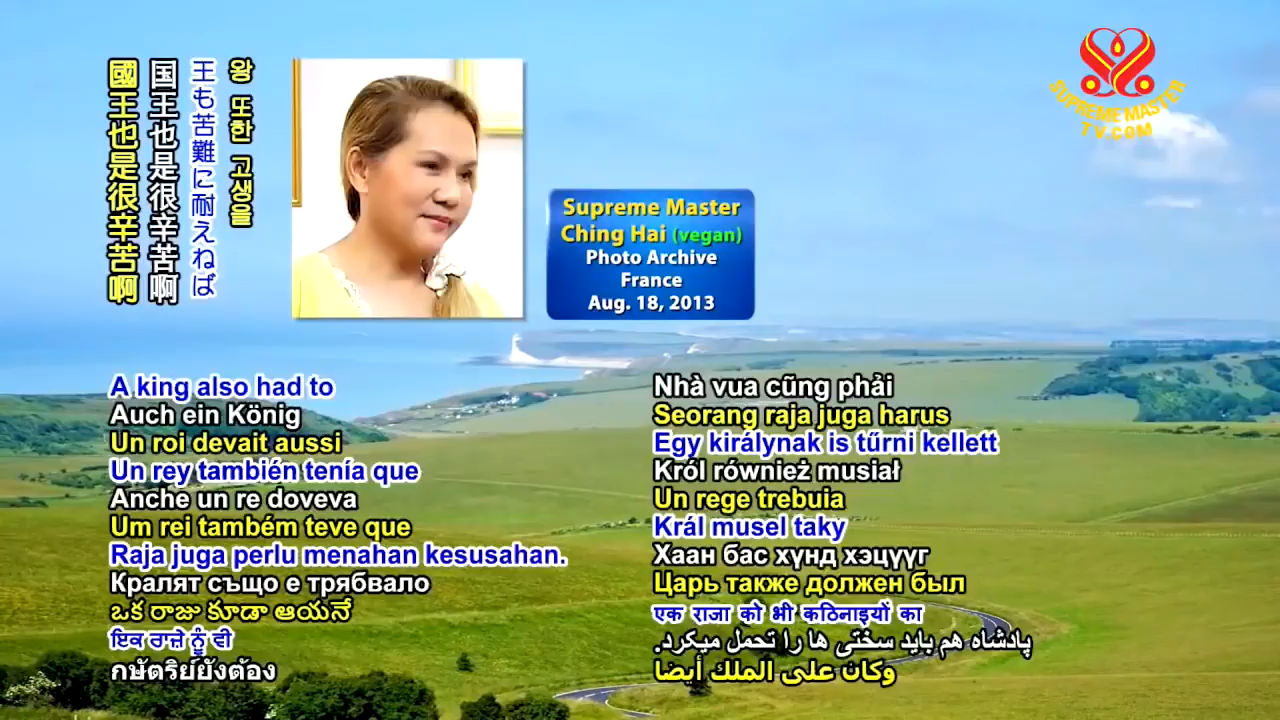 國王也是很辛苦啊
国王也是很辛苦啊
王も苦難に耐えねば
왕 또한 고생을
SUPREME MASTER
TV.COM
Supreme Master
Ching Hai (vegan)
Photo Archive
France
Aug. 18, 2013
A king also had to
Auch ein König
Un roi devait aussi
Un rey también tenía que
Anche un re doveva
Um rei também teve que
Raja juga perlu menahan kesusahan.
Кралят също е трябвало
ఒక రాజు కూడా ఆయనే
ਇਕ ਰਾਜੇ ਨੂੰ ਵੀ
กษัตริย์ยังต้อง
Nhà vua cũng phải
Seorang raja juga harus
Egy királynak is tűrni kellett
Król również musiał
Un rege trebuia
Král musel taky
Хаан бас хүнд хэцүүг
Царь также должен был
एक राजा को भी कठिनाइयों का
پادشاه هم باید سختی ها را تحمل میکرد.
وكان على الملك أيضا